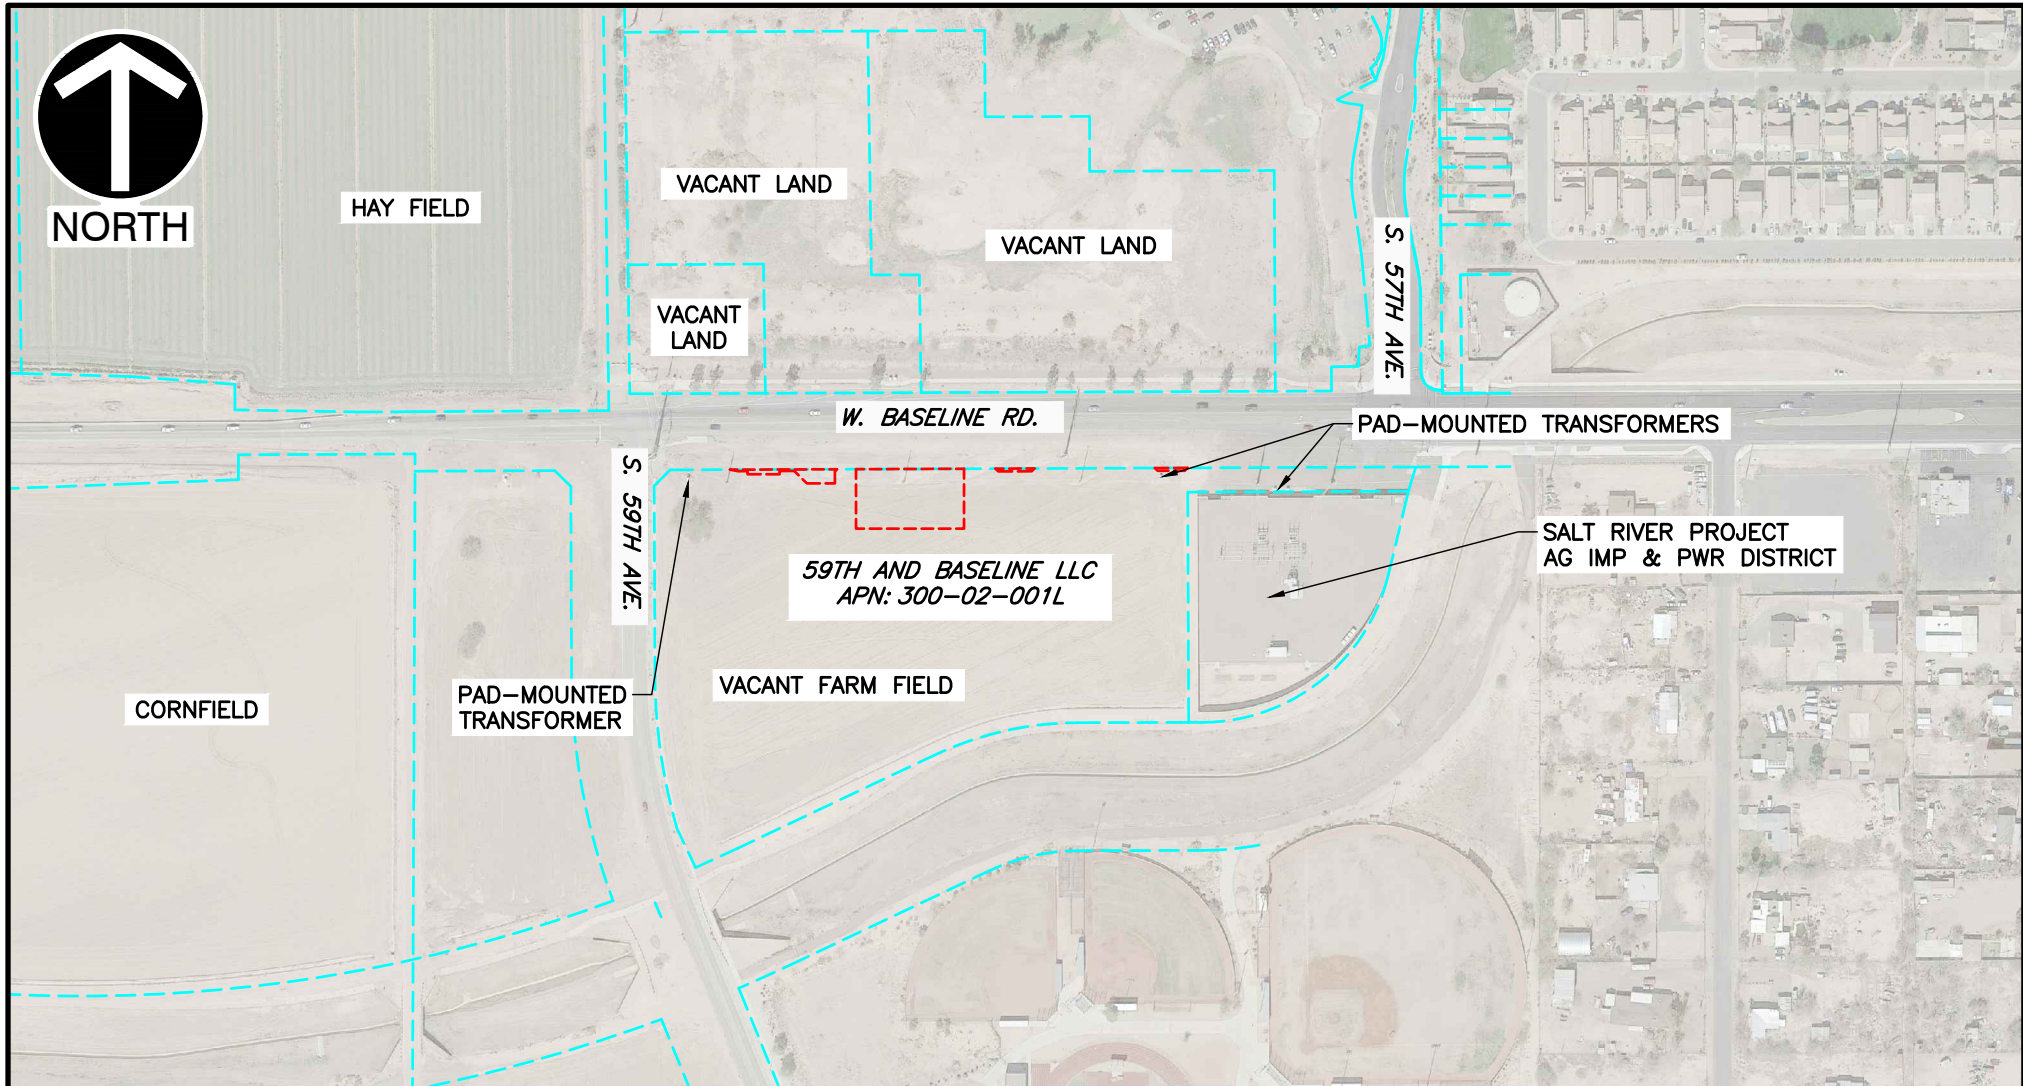 NORTH
HAY FIELD
VACANT LAND
VACANT LAND
VACANT
LAND
S. 57TH AVE.
W. BASELINE RD.
PAD-MOUNTED TRANSFORMERS
S. 59TH AVE.
SALT RIVER PROJECT
AG IMP & PWR DISTRICT
59TH AND BASELINE LLC
APN: 300-02-001L
VACANT FARM FIELD
PAD-MOUNTED
TRANSFORMER
CORNFIELD